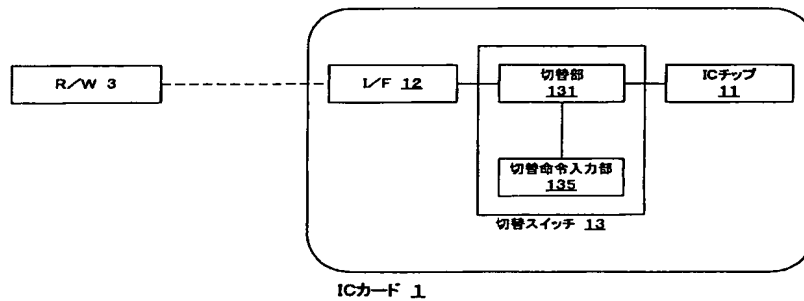 R/W 3
I/F 12
切替部
131
ICチップ
11
切替命令入力部
135
切替スイッチ 13
ICカード 1